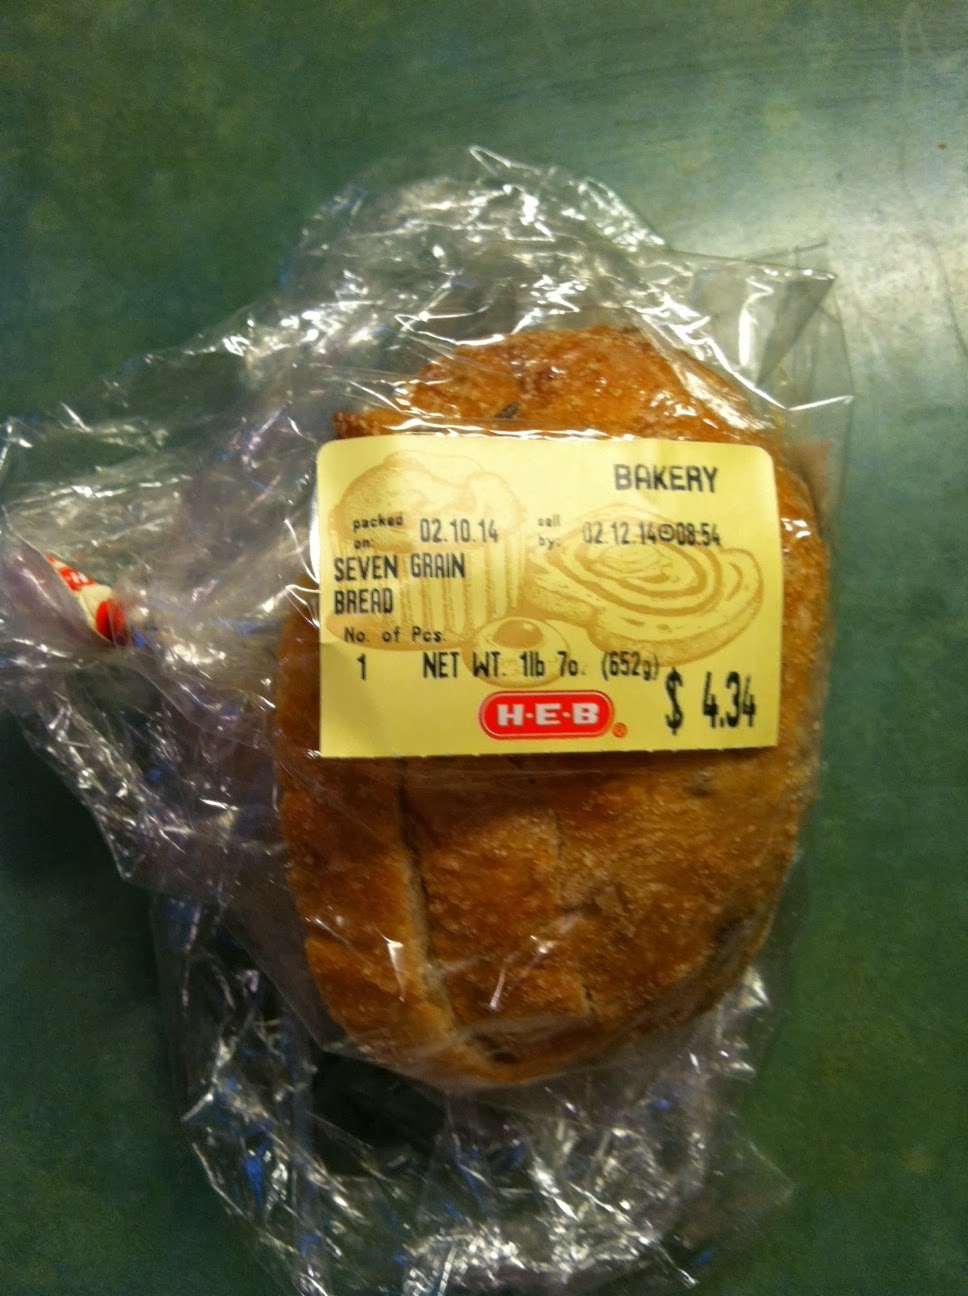 BAKERY
packed on: 02.10.14 sell by: 02.12.14@08:54
SEVEN GRAIN
BREAD
No. of Pcs.
1 NET WT. 1lb 7o. (652g) $ 4.34
H-E-B®